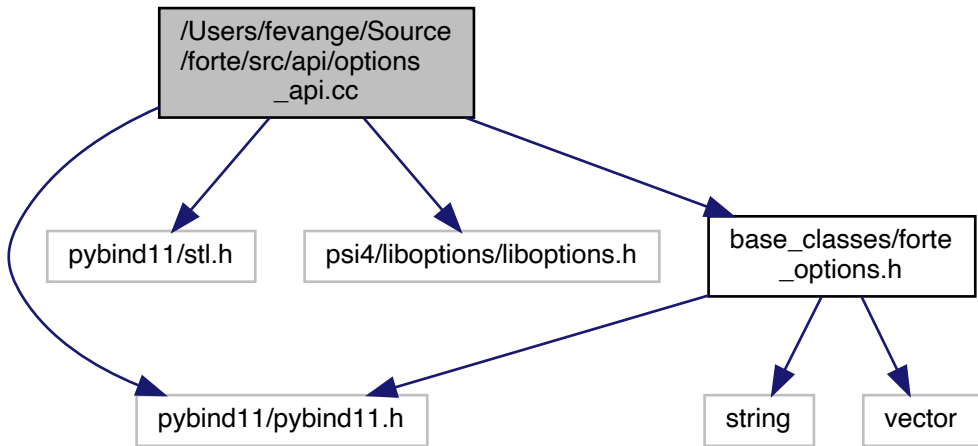 /Users/fevange/Source
/forte/src/api/options
_api.cc
pybind11/stl.h
psi4/liboptions/liboptions.h
base_classes/forte
_options.h
pybind11/pybind11.h
string
vector